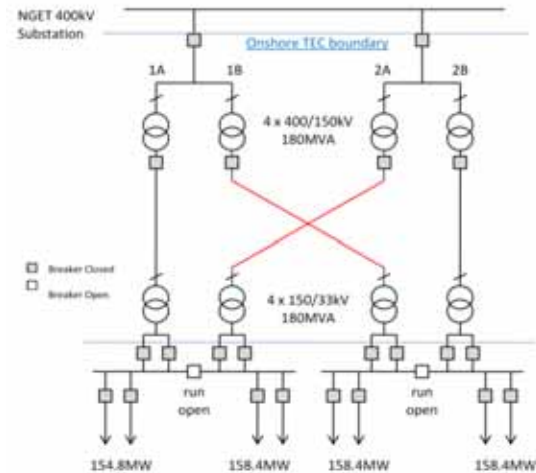 NGET 400kV
Substation
Onshore TEC boundary
1A 1B 2A 2B
4 x 400/150kV
180MVA
Breaker Closed
Breaker Open
4 x 150/33kV
180MVA
run
open
run
open
154.8MW 158.4MW 158.4MW 158.4MW